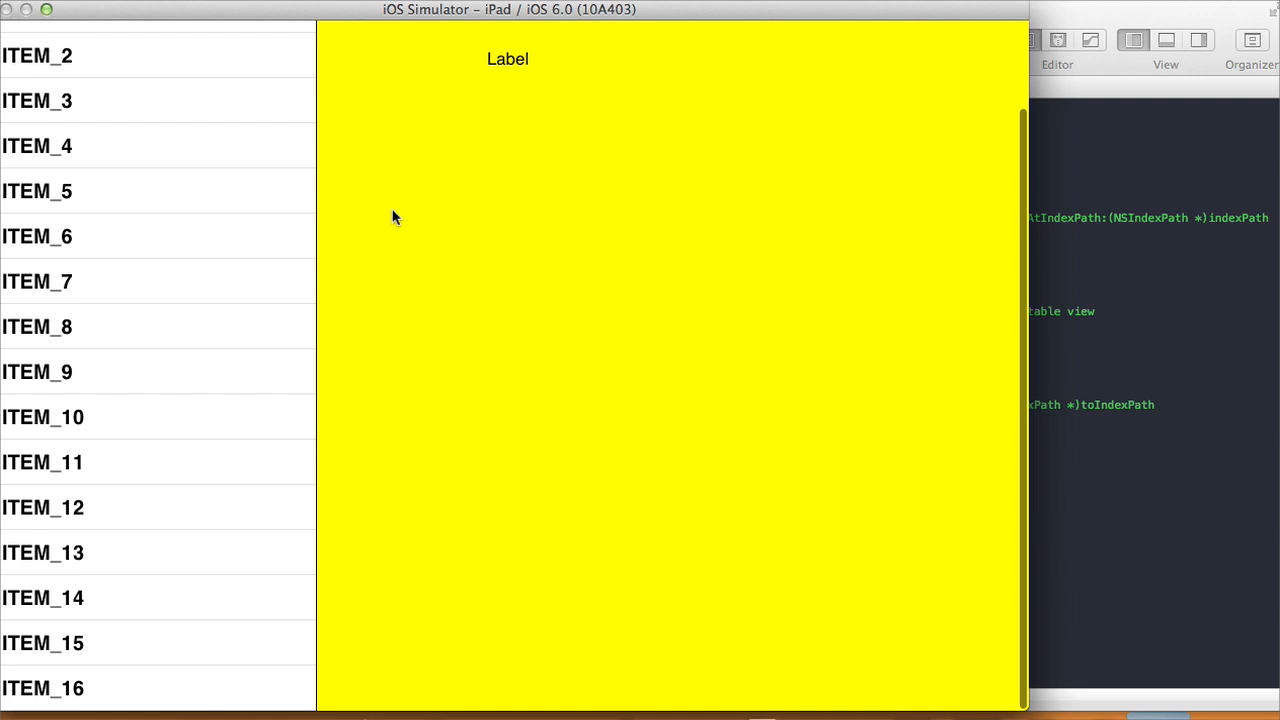 iOS Simulator – iPad / iOS 6.0 (10A403)
ITEM_2
ITEM_3
ITEM_4
ITEM_5
ITEM_6
ITEM_7
ITEM_8
ITEM_9
ITEM_10
ITEM_11
ITEM_12
ITEM_13
ITEM_14
ITEM_15
ITEM_16
Label
Editor View Organizer
AtIndexPath:(NSIndexPath *)indexPath
table view
xPath *)toIndexPath